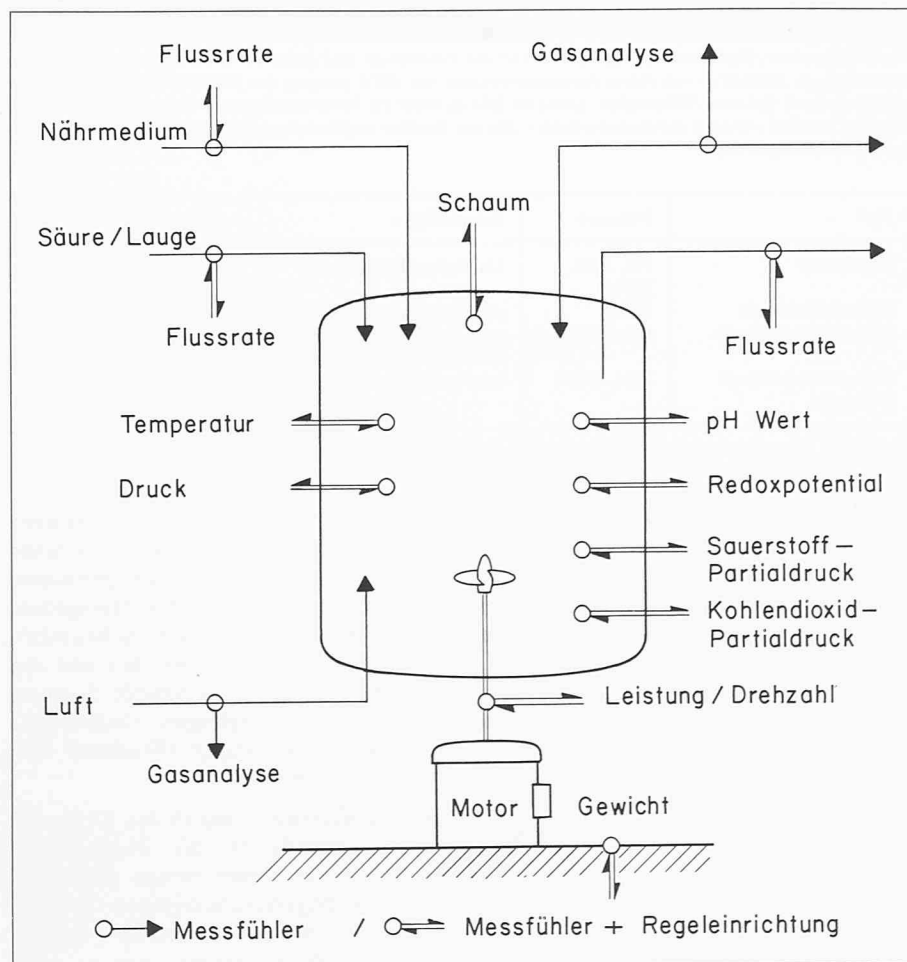 Flussrate
Gasanalyse
Nährmedium
Schaum
Säure/Lauge
Flussrate
Flussrate
Temperatur
pH Wert
Druck
Redoxpotential
Sauerstoff–
Partialdruck
Kohlendioxid–
Partialdruck
Luft
Leistung/Drehzahl
Gasanalyse
Motor
Gewicht
Messfühler / Messfühler + Regeleinrichtung